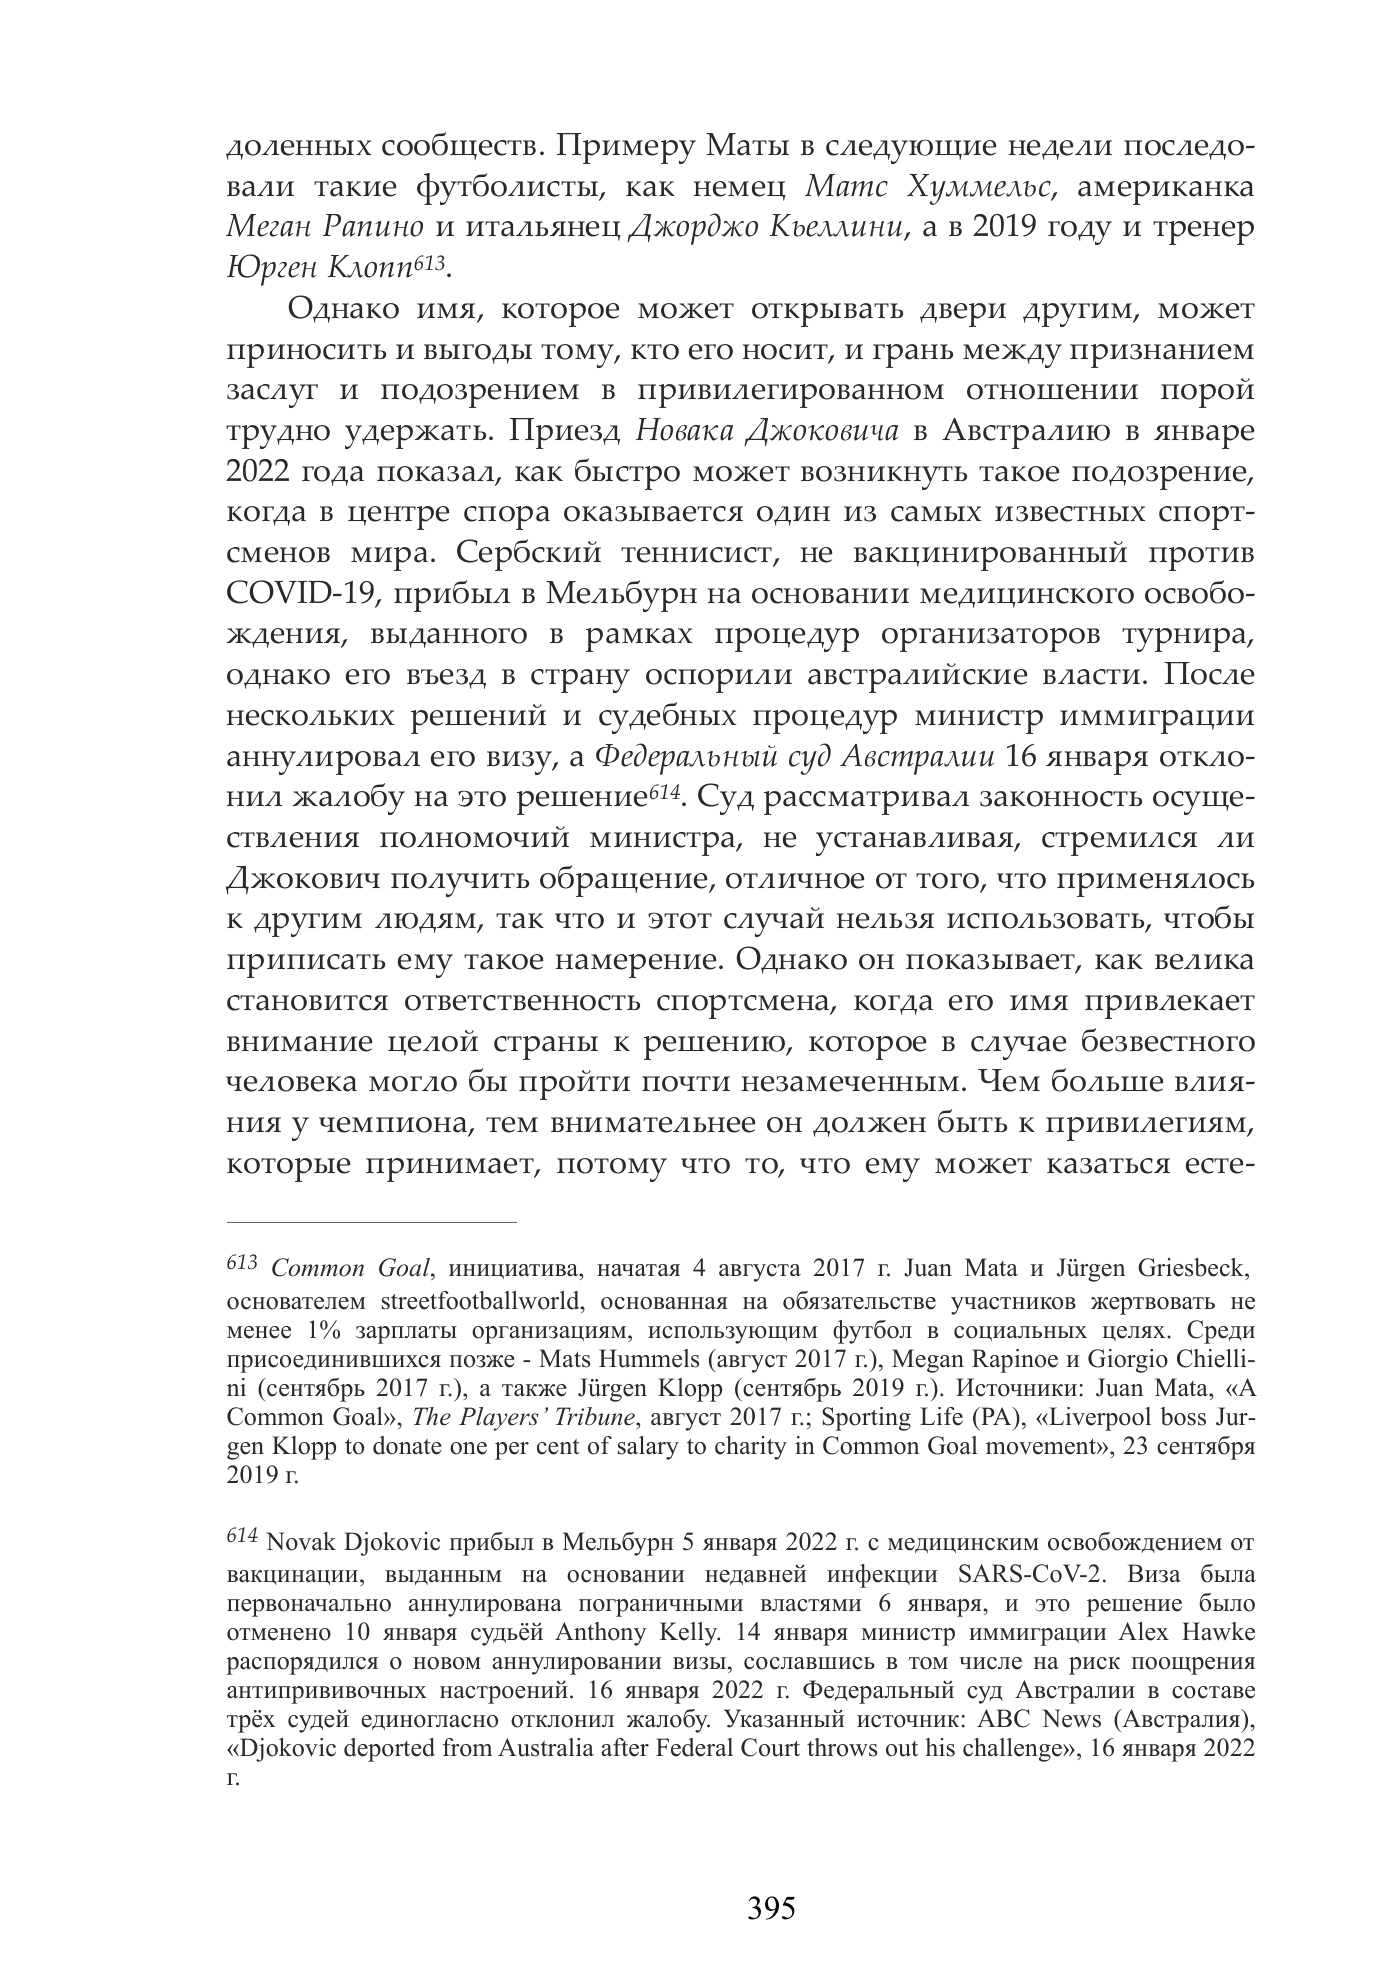 доленных сообществ. Примеру Маты в следующие недели последо-
вали такие футболисты, как немец Матс Хуммельс, американка
Меган Рапино и итальянец Джорджо Кьеллини, а в 2019 году и тренер
Юрген Клопп613.
Однако имя, которое может открывать двери другим, может
приносить и выгоды тому, кто его носит, и грань между признанием
заслуг и подозрением в привилегированном отношении порой
трудно удержать. Приезд Новака Джоковича в Австралию в январе
2022 года показал, как быстро может возникнуть такое подозрение,
когда в центре спора оказывается один из самых известных спорт-
сменов мира. Сербский теннисист, не вакцинированный против
COVID-19, прибыл в Мельбурн на основании медицинского освобо-
ждения, выданного в рамках процедур организаторов турнира,
однако его въезд в страну оспорили австралийские власти. После
нескольких решений и судебных процедур министр иммиграции
аннулировал его визу, а Федеральный суд Австралии 16 января откло-
нил жалобу на это решение614. Суд рассматривал законность осуще-
ствления полномочий министра, не устанавливая, стремился ли
Джокович получить обращение, отличное от того, что применялось
к другим людям, так что и этот случай нельзя использовать, чтобы
приписать ему такое намерение. Однако он показывает, как велика
становится ответственность спортсмена, когда его имя привлекает
внимание целой страны к решению, которое в случае безвестного
человека могло бы пройти почти незамеченным. Чем больше влия-
ния у чемпиона, тем внимательнее он должен быть к привилегиям,
которые принимает, потому что то, что ему может казаться есте-
613 Common Goal, инициатива, начатая 4 августа 2017 г. Juan Mata и Jürgen Griesbeck,
основателем streetfootballworld, основанная на обязательстве участников жертвовать не
менее 1% зарплаты организациям, использующим футбол в социальных целях. Среди
присоединившихся позже - Mats Hummels (август 2017 г.), Megan Rapinoe и Giorgio Chielli-
ni (сентябрь 2017 г.), а также Jürgen Klopp (сентябрь 2019 г.). Источники: Juan Mata, «A
Common Goal», The Players’ Tribune, август 2017 г.; Sporting Life (PA), «Liverpool boss Jur-
gen Klopp to donate one per cent of salary to charity in Common Goal movement», 23 сентября
2019 г.
614 Novak Djokovic прибыл в Мельбурн 5 января 2022 г. с медицинским освобождением от
вакцинации, выданным на основании недавней инфекции SARS-CoV-2. Виза была
первоначально аннулирована пограничными властями 6 января, и это решение было
отменено 10 января судьёй Anthony Kelly. 14 января министр иммиграции Alex Hawke
распорядился о новом аннулировании визы, сославшись в том числе на риск поощрения
антипрививочных настроений. 16 января 2022 г. Федеральный суд Австралии в составе
трёх судей единогласно отклонил жалобу. Указанный источник: ABC News (Австралия),
«Djokovic deported from Australia after Federal Court throws out his challenge», 16 января 2022
г.
395